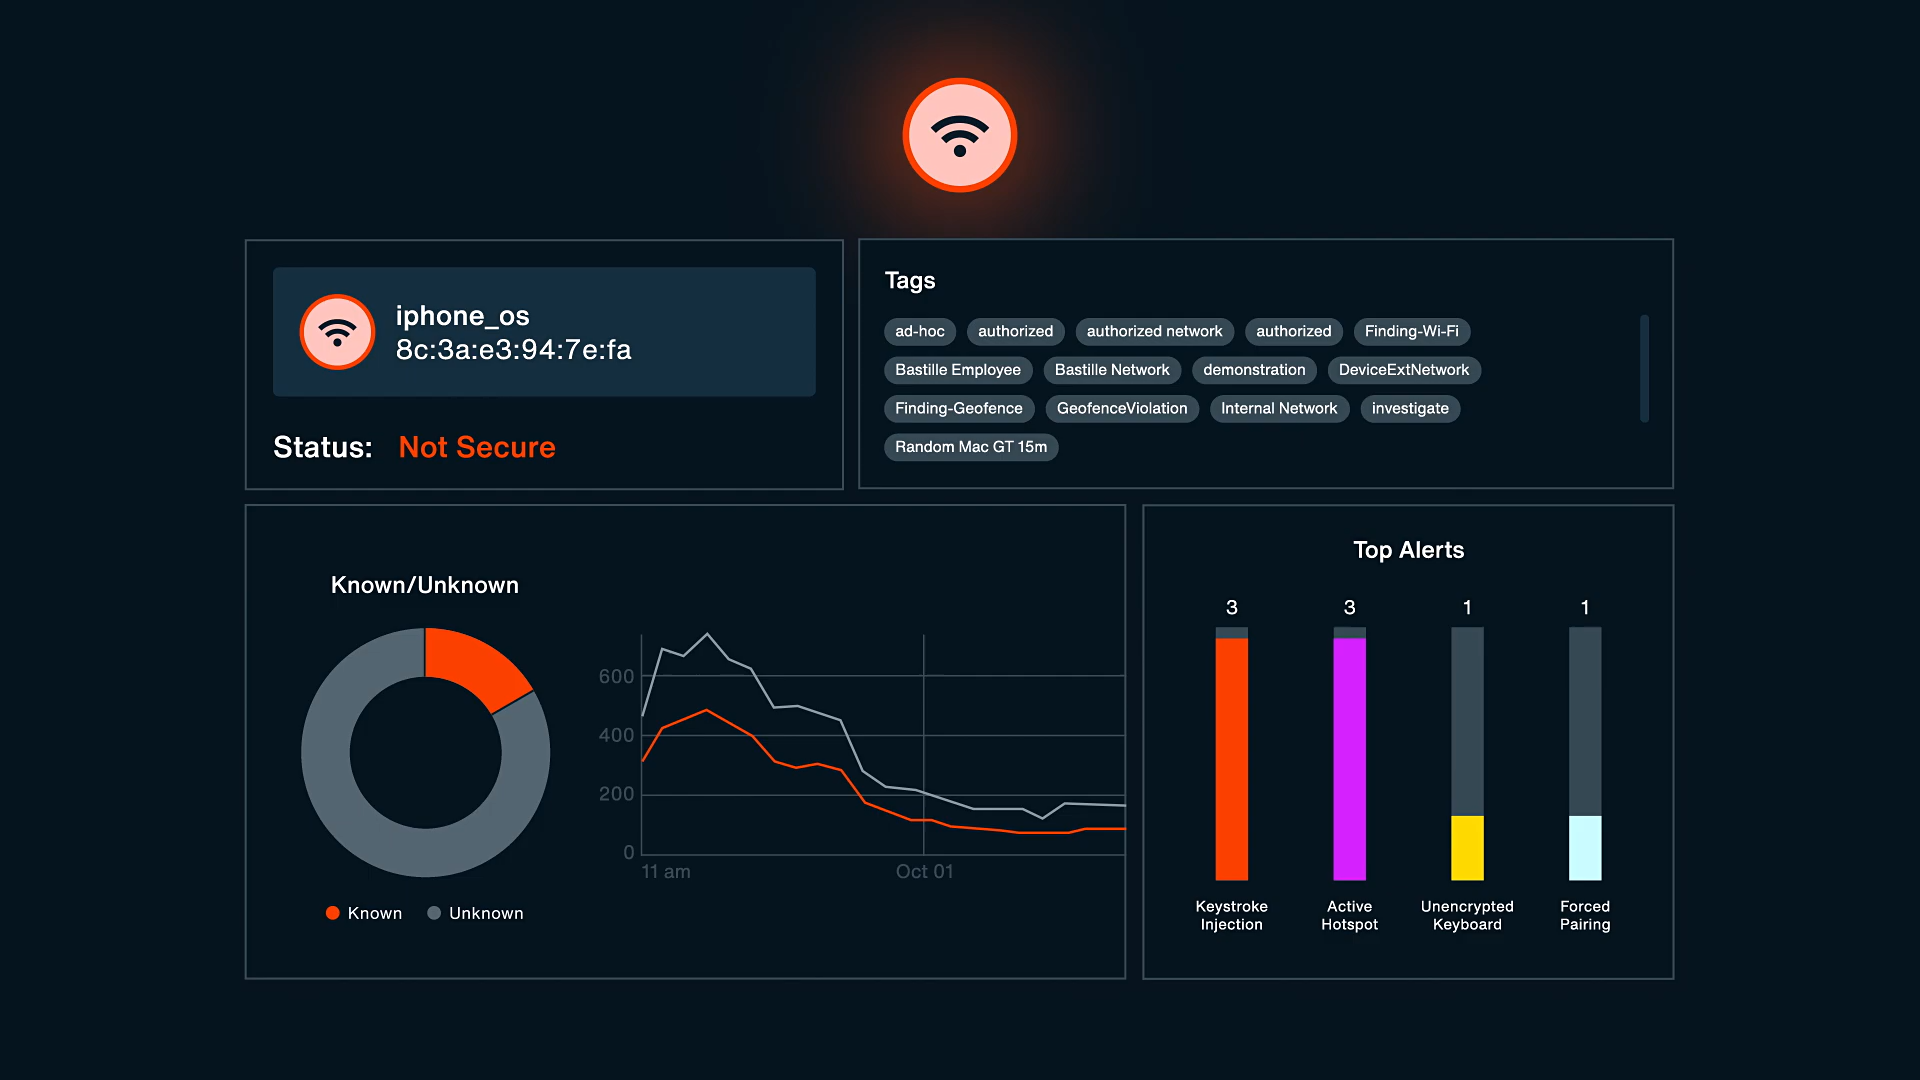 iphone_os
8c:3a:e3:94:7e:fa
Status: Not Secure
Tags
ad-hoc authorized authorized network authorized Finding-Wi-Fi
Bastille Employee Bastille Network demonstration DeviceExtNetwork
Finding-Geofence GeofenceViolation Internal Network investigate
Random Mac GT 15m
Known/Unknown
Known Unknown
600
400
200
0
11 am Oct 01
Top Alerts
3 3 1 1
Keystroke Injection
Active Hotspot
Unencrypted Keyboard
Forced Pairing